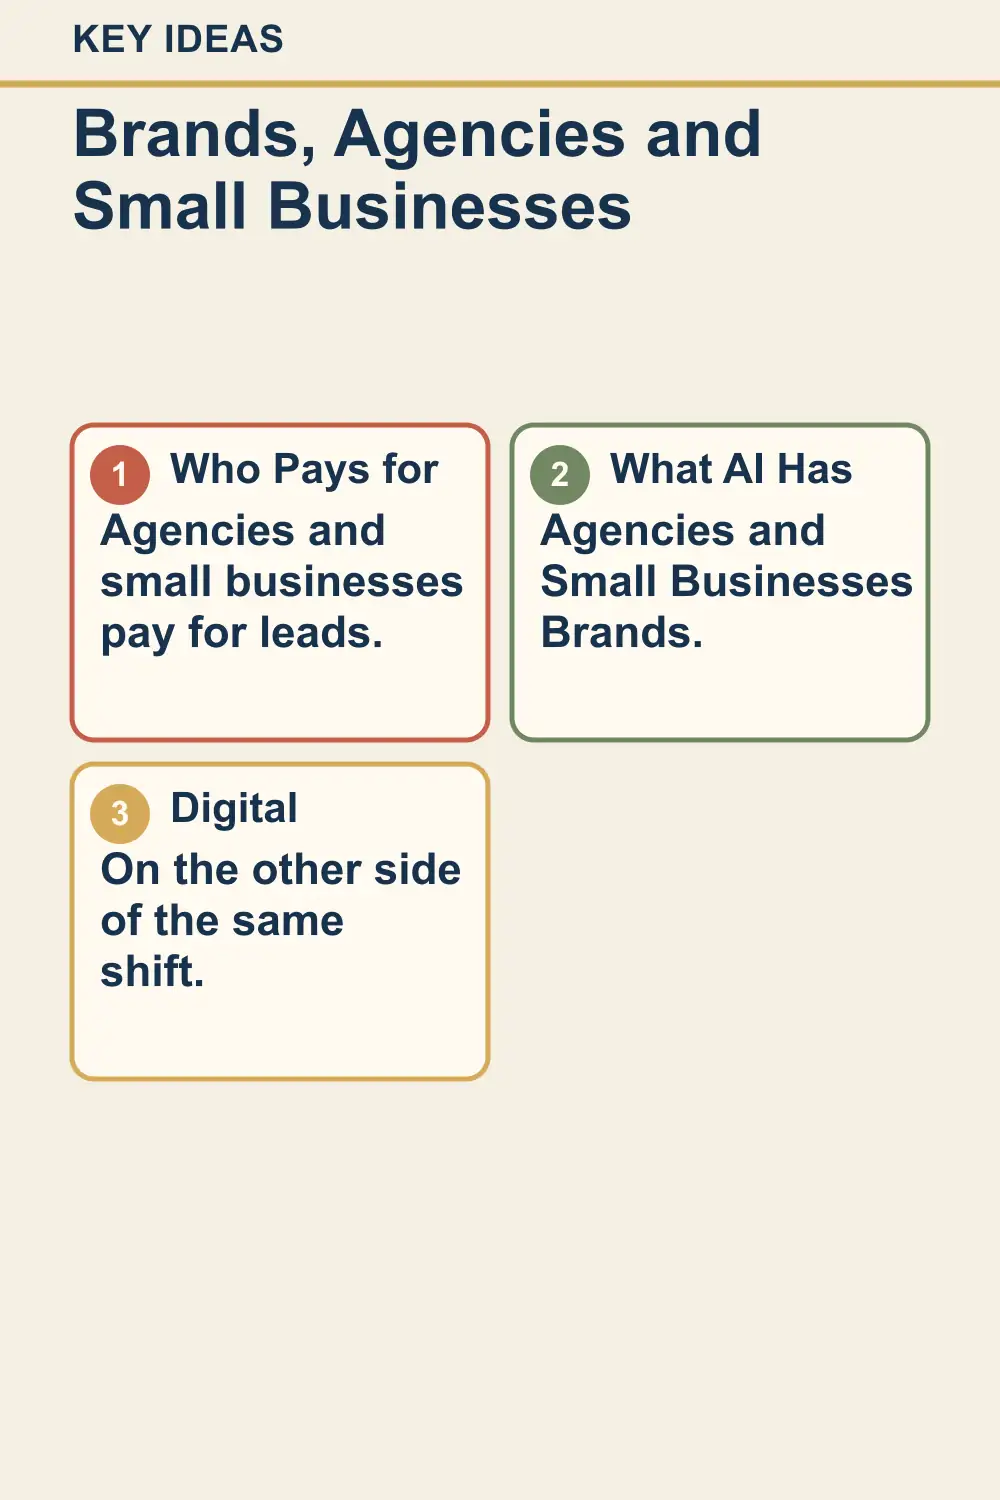 KEY IDEAS
Brands, Agencies and
Small Businesses
1 Who Pays for
Agencies and
small businesses
pay for leads.
2 What AI Has
Agencies and
Small Businesses
Brands.
3 Digital
On the other side
of the same
shift.